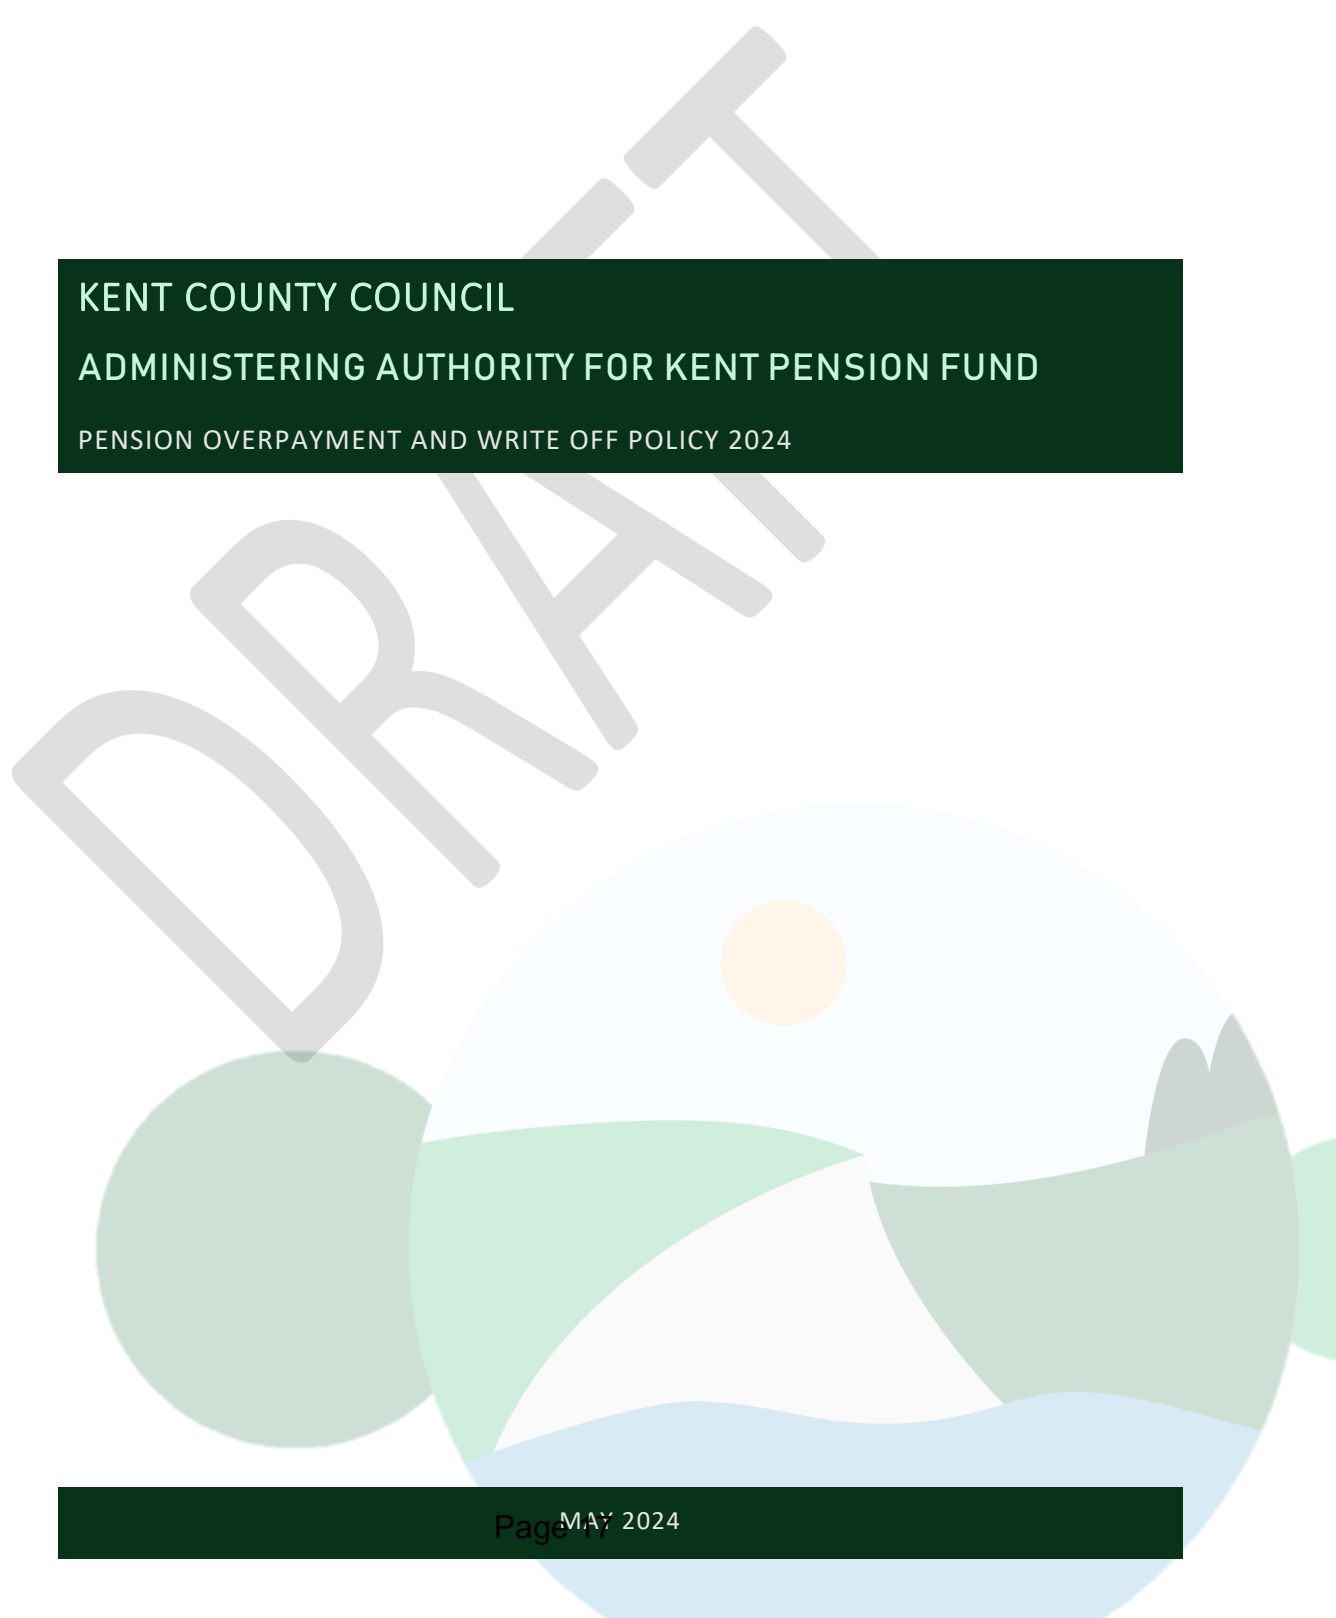 DRAFT
KENT COUNTY COUNCIL
ADMINISTERING AUTHORITY FOR KENT PENSION FUND
PENSION OVERPAYMENT AND WRITE OFF POLICY 2024
MAY 2024
Page 17